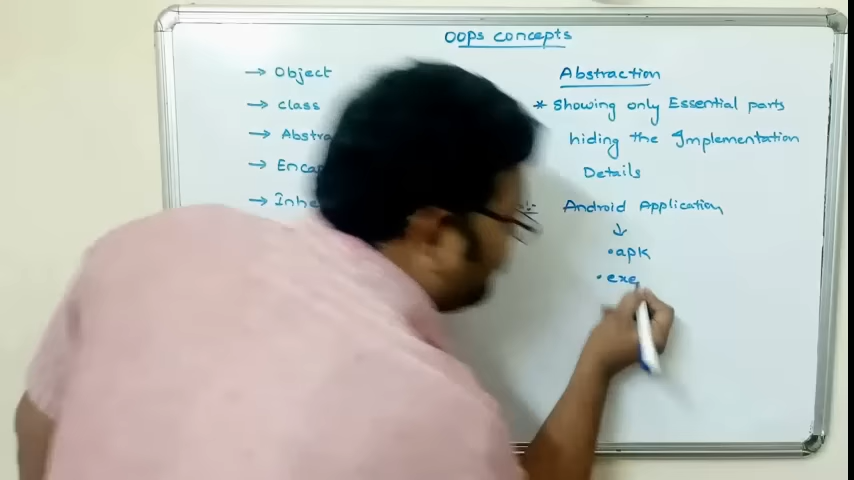 OOPS concepts
→ Object
→ class
→
→
→
Abstraction
* Showing only Essential parts
hiding the Implementation
Details
Android Application
↓
.apk
.exe